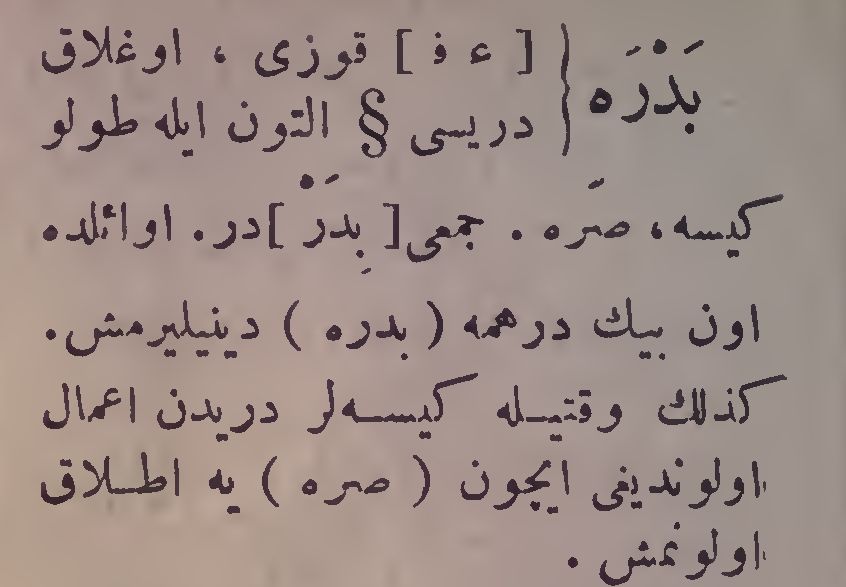 بَدْرَه { [ ع ف ] قوزى ، اوغلاق
دريسى § التون ايله طولو
كيسه، صَره . جمعى[ بِدَرْ ]در. اوائلده
اون بيك درهمه ( بدره ) دينيليرمش.
كذلك وقتيله كيسه‌لر دريدن اعمال
اولونديغى ايچون ( صره ) يه اطلاق
اولونمش .